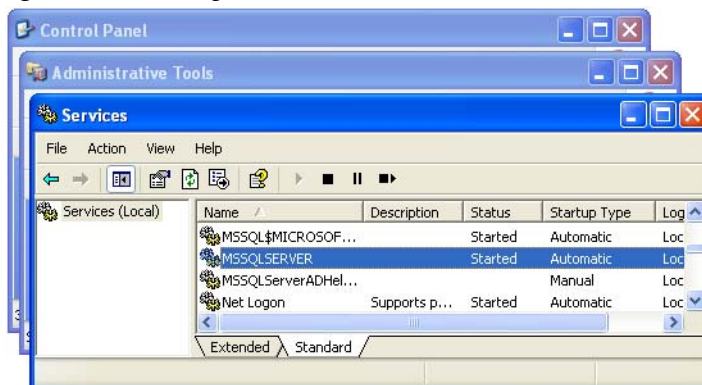 Control Panel
Administrative Tools
Services
File Action View Help
Services (Local)
Name Description Status Startup Type Log
MSSQL$MICROSOF... Started Automatic Loc
MSSQLSERVER Started Automatic Loc
MSSQLServerADHel... Manual Loc
Net Logon Supports p... Started Automatic Loc
Extended Standard